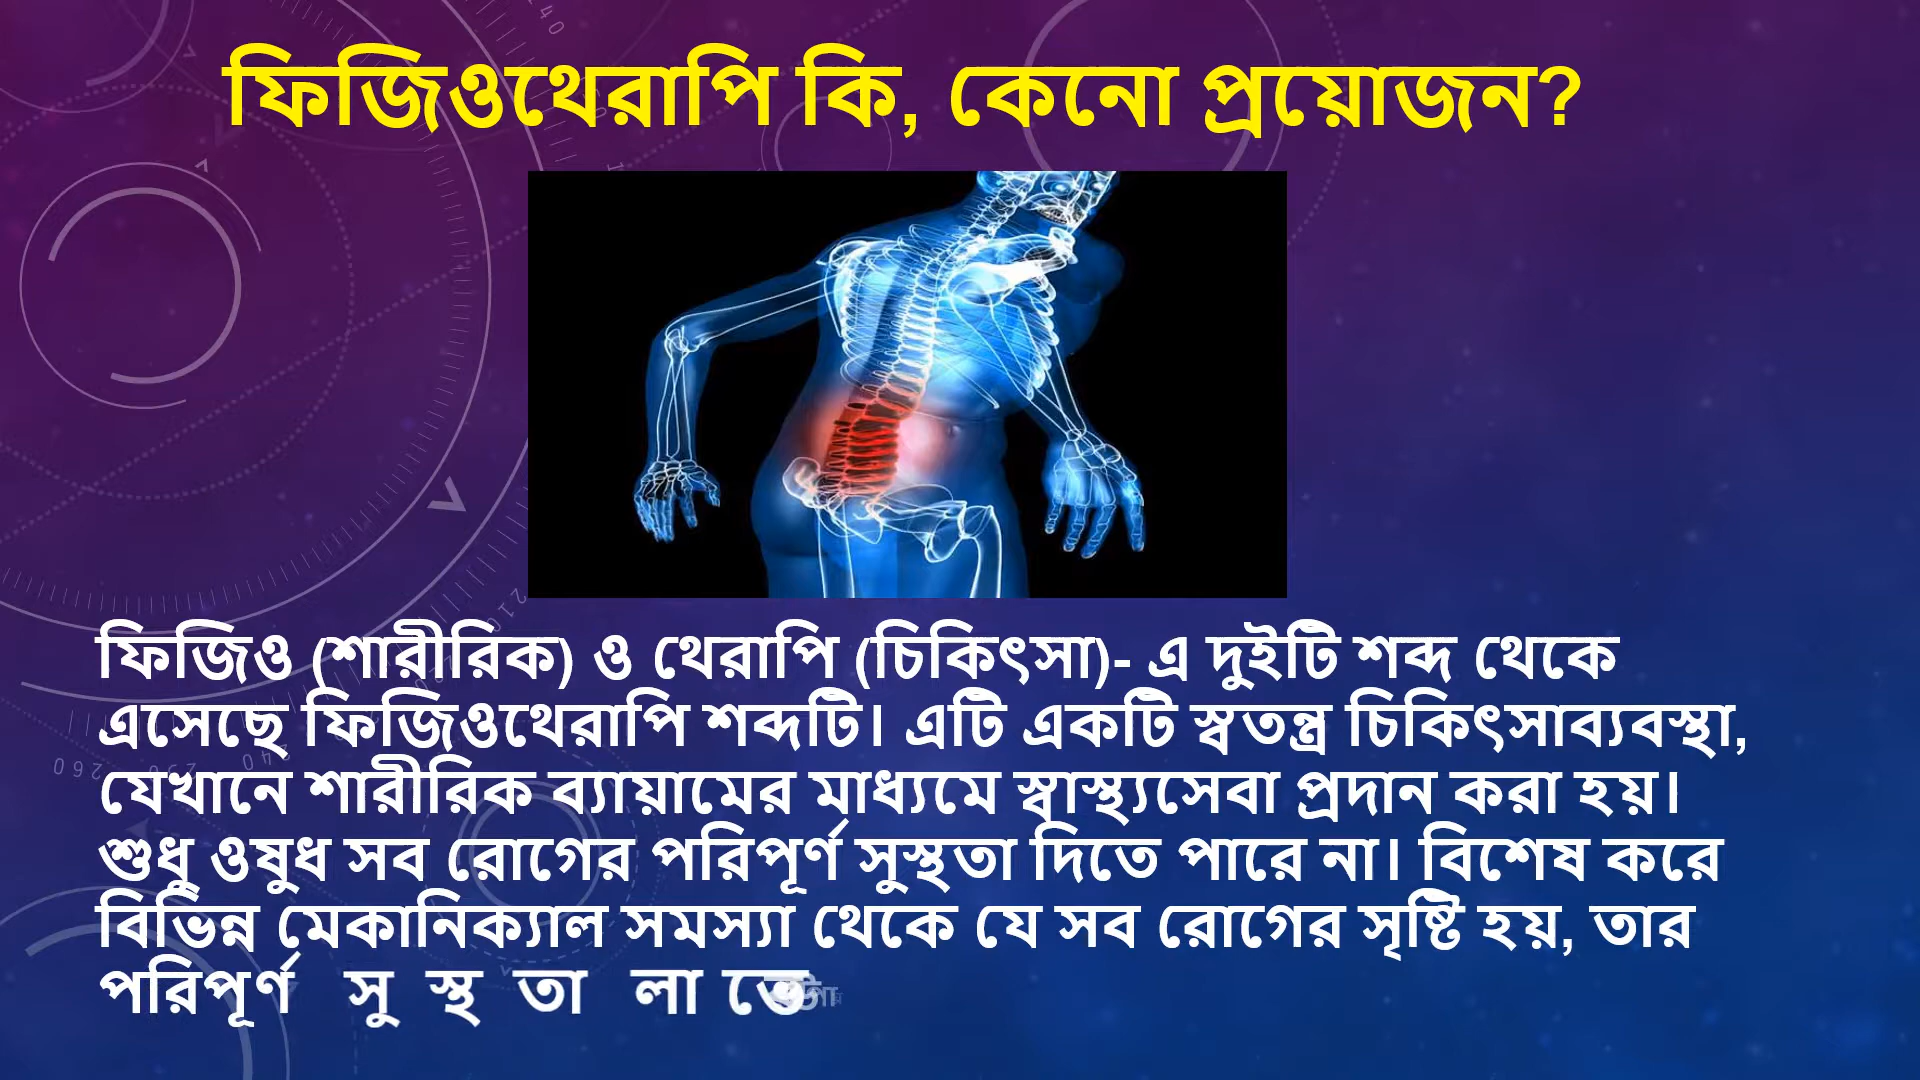 ফিজিওথেরাপি কি, কেনো প্রয়োজন?
ফিজিও (শারীরিক) ও থেরাপি (চিকিৎসা)- এ দুইটি শব্দ থেকে
এসেছে ফিজিওথেরাপি শব্দটি। এটি একটি স্বতন্ত্র চিকিৎসাব্যবস্থা,
যেখানে শারীরিক ব্যায়ামের মাধ্যমে স্বাস্থ্যসেবা প্রদান করা হয়।
শুধু ওষুধ সব রোগের পরিপূর্ণ সুস্থতা দিতে পারে না। বিশেষ করে
বিভিন্ন মেকানিক্যাল সমস্যা থেকে যে সব রোগের সৃষ্টি হয়, তার
পরিপূর্ণ সুস্থতা লাভে